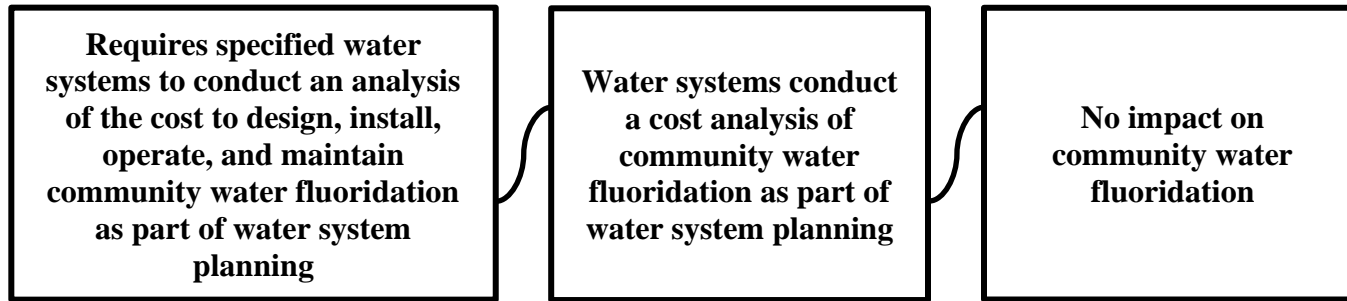 Requires specified water
systems to conduct an analysis
of the cost to design, install,
operate, and maintain
community water fluoridation
as part of water system
planning
Water systems conduct
a cost analysis of
community water
fluoridation as part of
water system planning
No impact on
community water
fluoridation